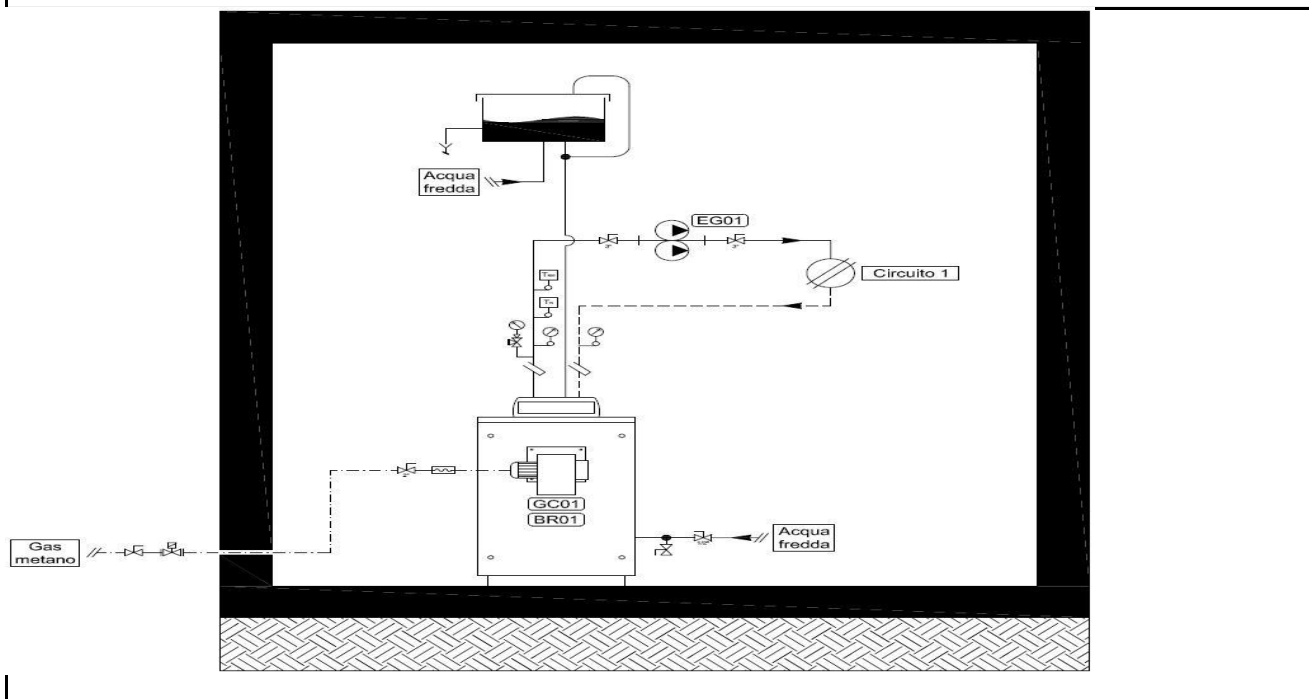 Acqua
fredda
EG01
Circuito 1
GC01
BR01
Acqua
fredda
Gas
metano